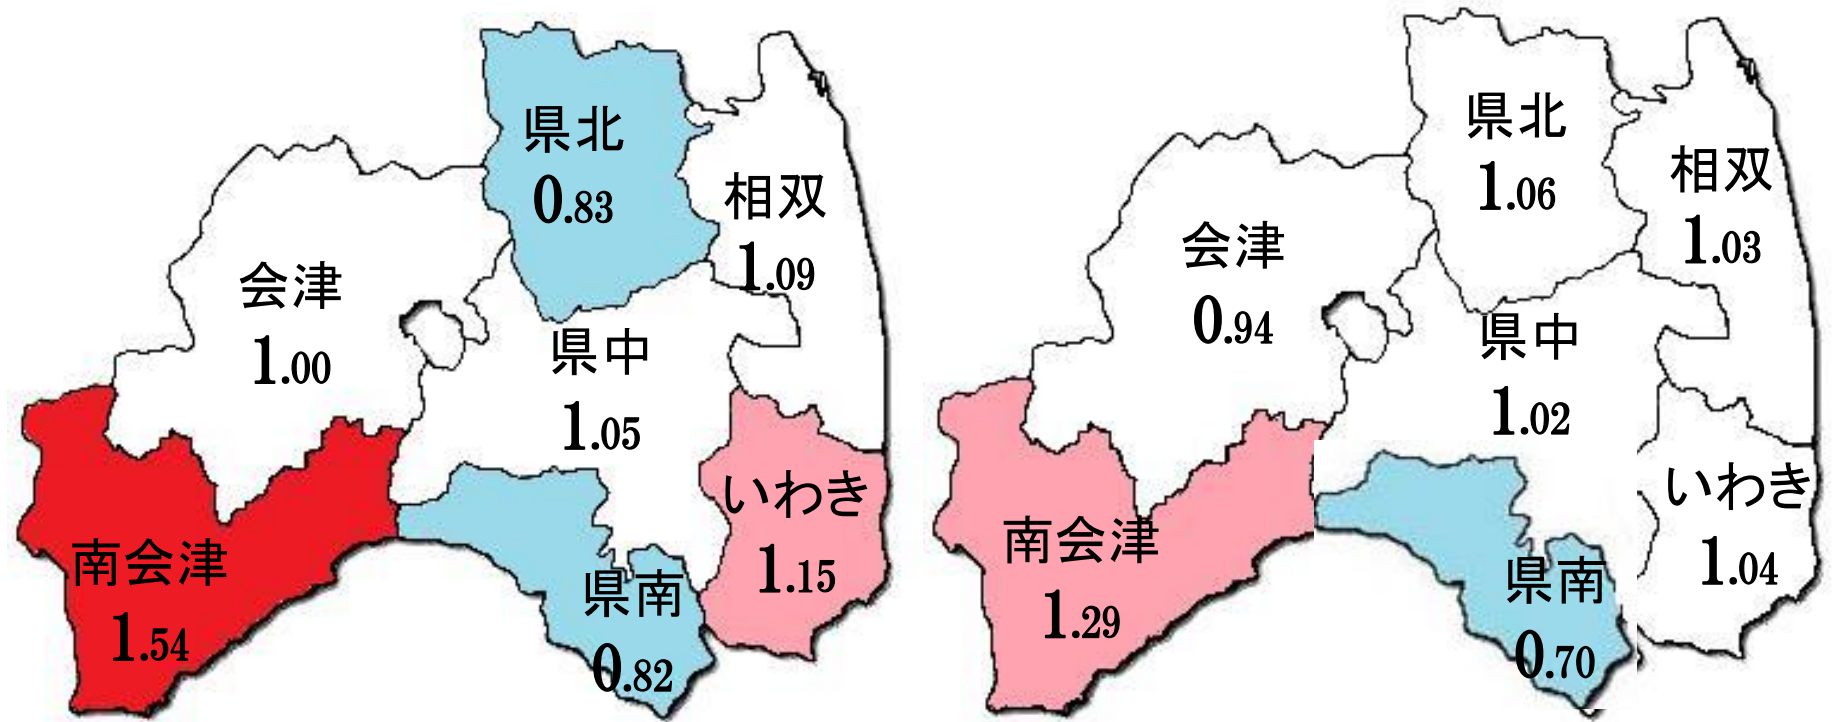 県北
0.83
相双
1.09
会津
1.00
県中
1.05
いわき
1.15
南会津
1.54
県南
0.82
県北
1.06
相双
1.03
会津
0.94
県中
1.02
いわき
1.04
南会津
1.29
県南
0.70